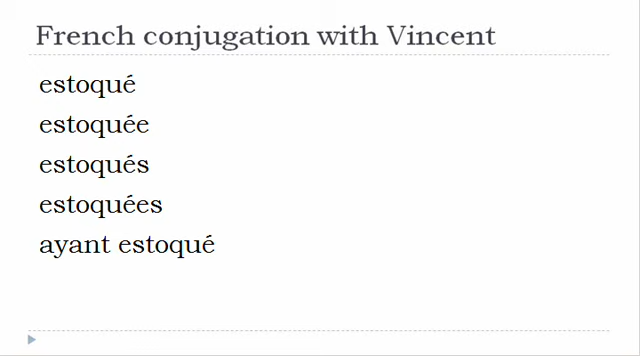 French conjugation with Vincent
estoqué
estoquée
estoqués
estoquées
ayant estoqué